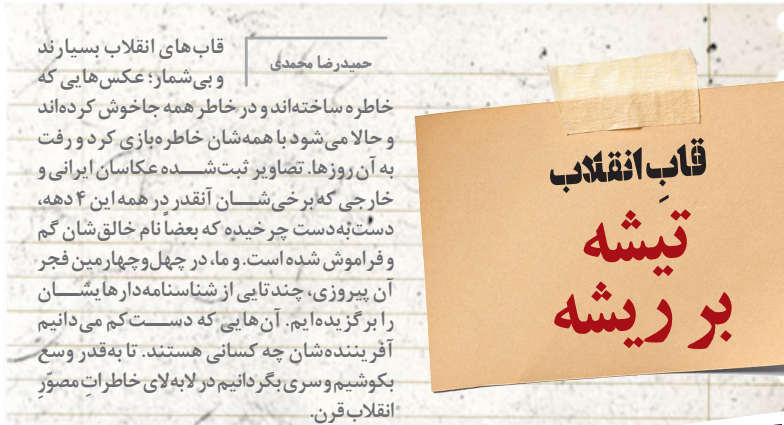 قابِ انقلاب
تیشه
بر ریشه
حمیدرضا محمدی
قاب‌های انقلاب بسیارند
و بی‌شمار؛ عکس‌هایی که
خاطره ساخته‌اند و در خاطر همه جا خوش کرده‌اند
و حالا می‌شود با همه‌شان خاطره‌بازی کرد و رفت
به آن روزها. تصاویر ثبت‌شده عکاسان ایرانی و
خارجی که برخی‌شان آنقدر در همه این ۴ دهه،
دست‌به‌دست چرخیده که بعضاً نام خالق‌شان گم
و فراموش شده است. و ما، در چهل‌وچهارمین فجر
آن پیروزی، چندتایی از شناسنامه‌دارهایشان
را برگزیده‌ایم. آن‌هایی که دست‌کم می‌دانیم
آفریننده‌شان چه کسانی هستند. تا به‌قدر وسع
بکوشیم و سری بگردانیم در لابه‌لای خاطراتِ مصوّرِ
انقلاب قرن.